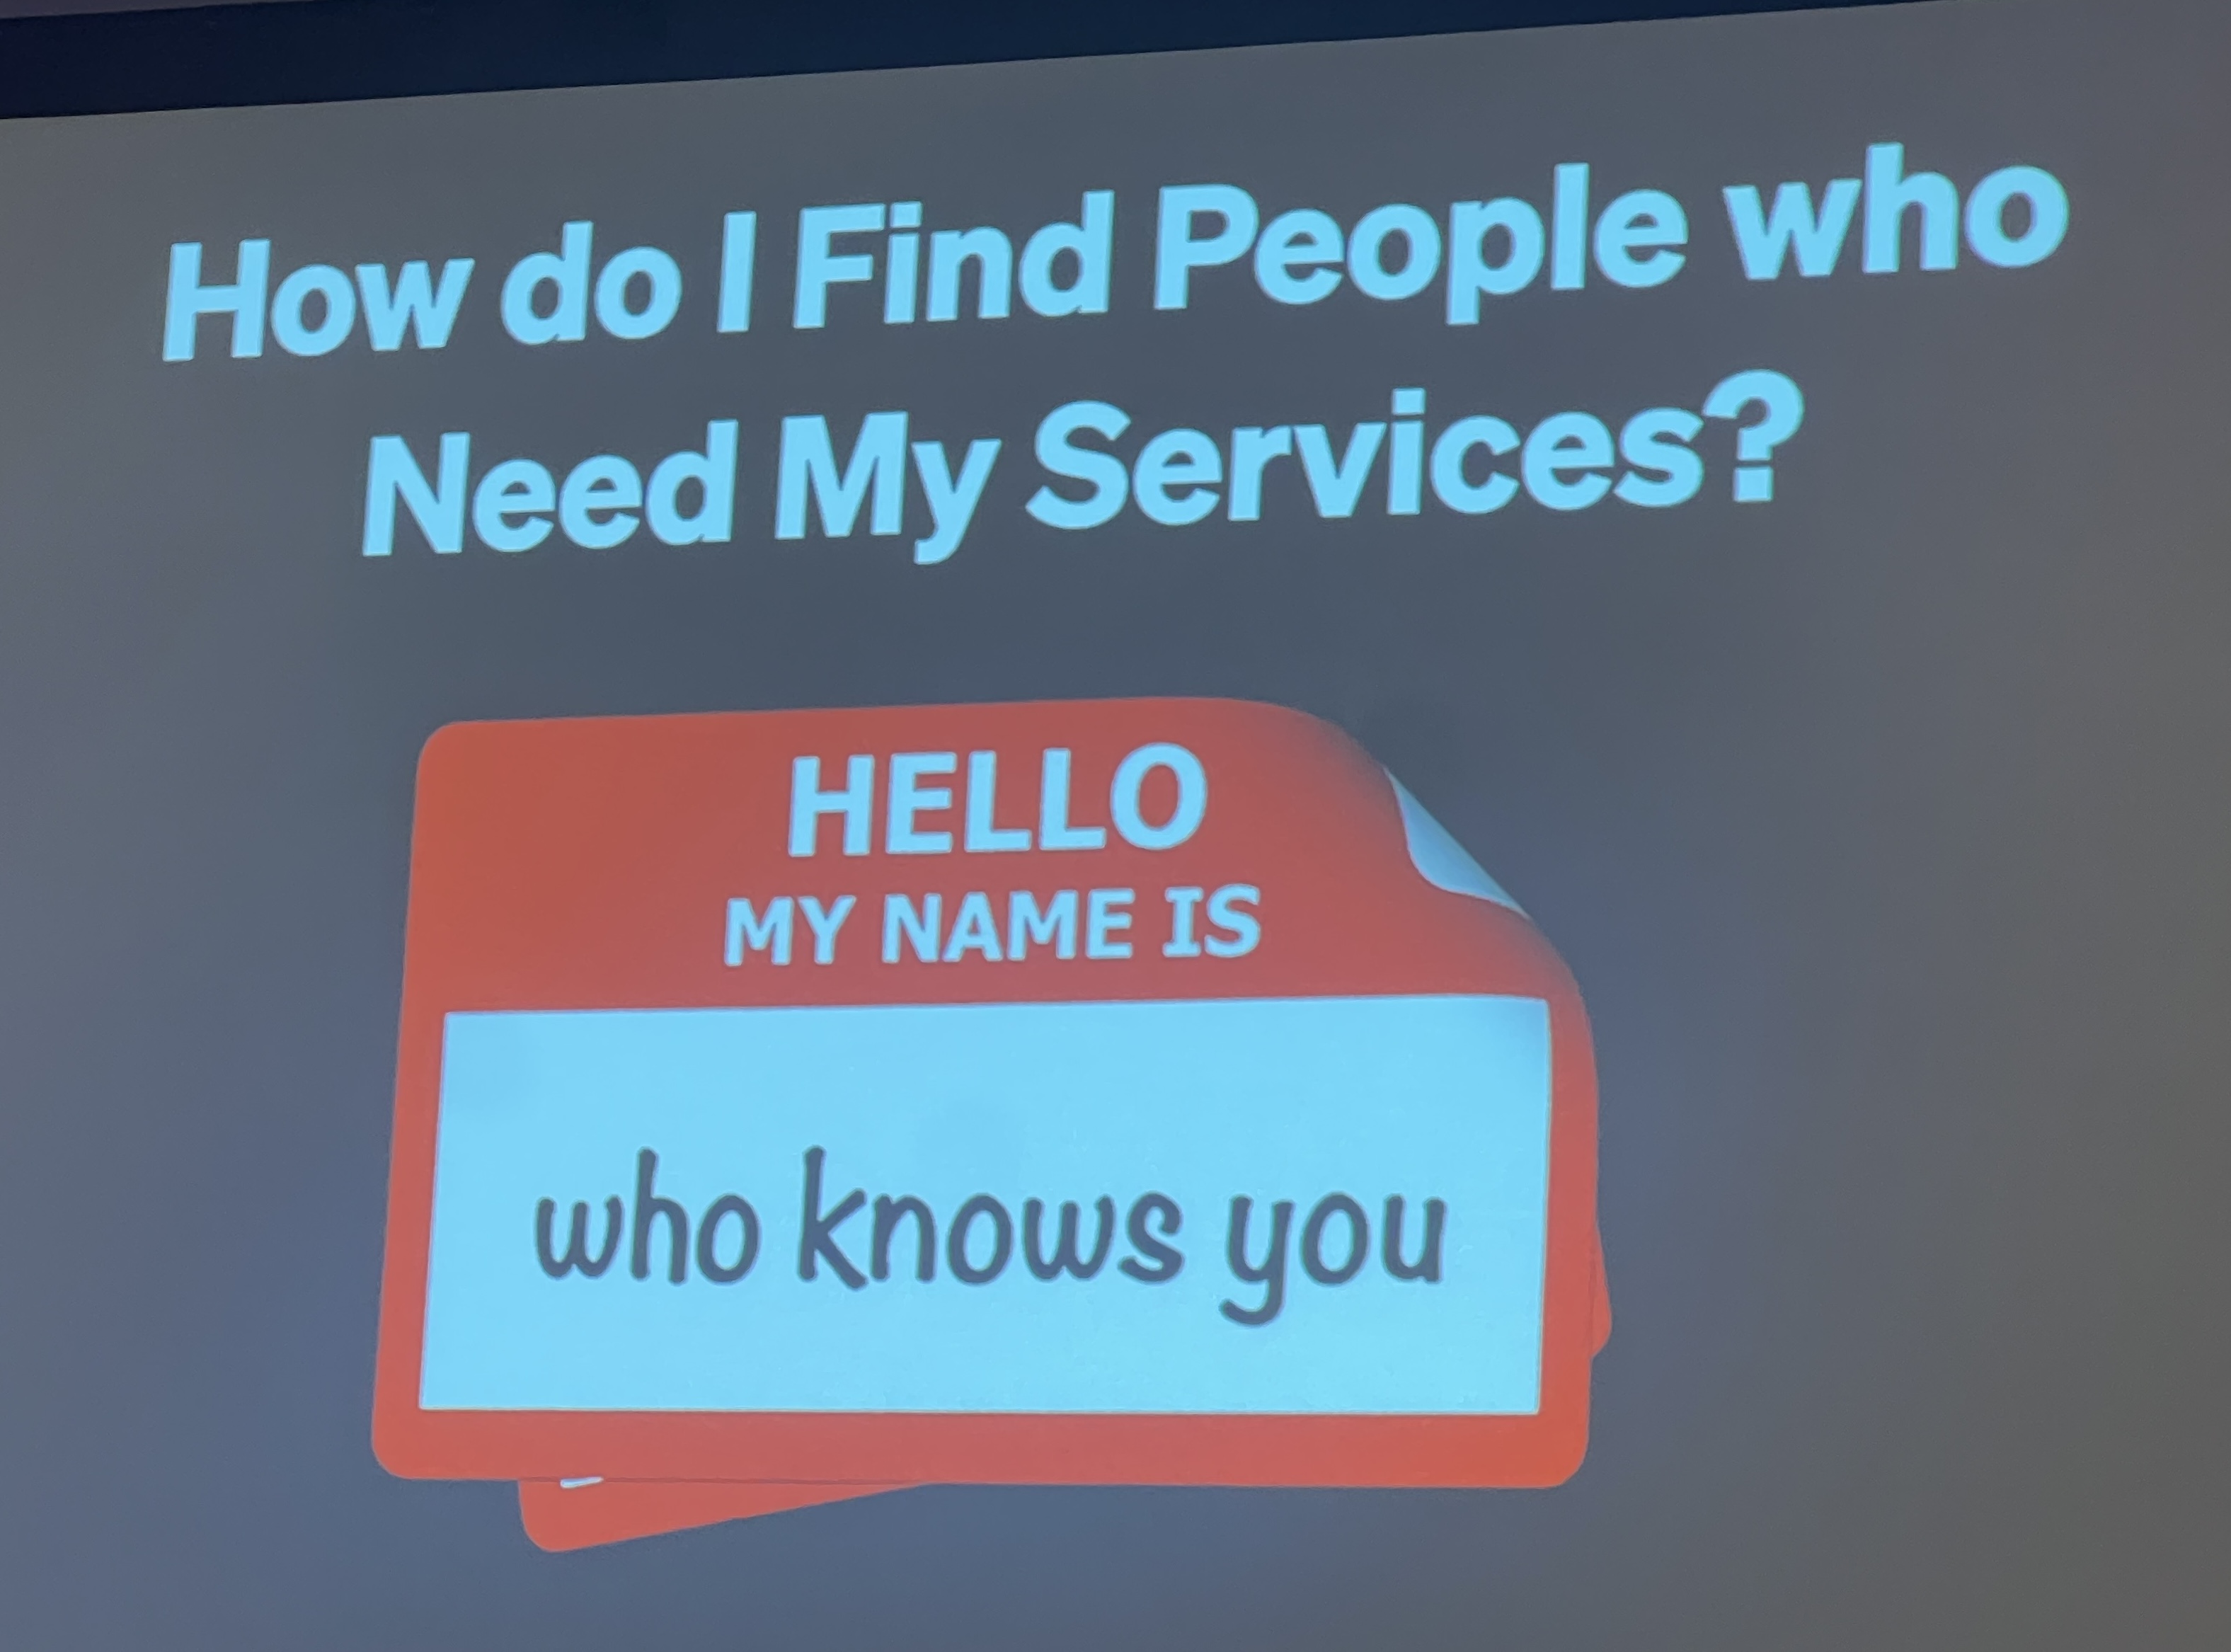 How do I Find People who
Need My Services?
HELLO
MY NAME IS
who knows you